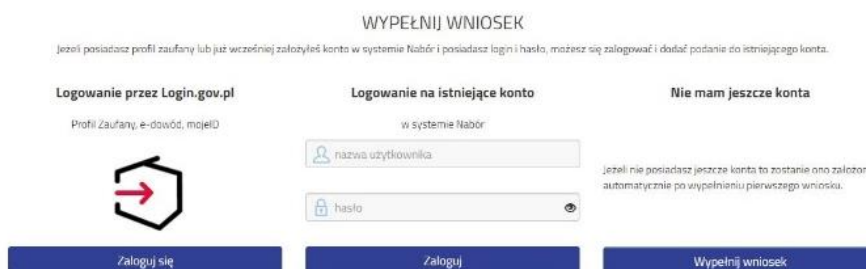 WYPEŁNIJ WNIOSEK
Jeżeli posiadasz profil zaufany lub już wcześniej założyłeś konto w systemie Nabór i posiadasz login i hasło, możesz się zalogować i dodać podanie do istniejącego konta.
Logowanie przez Login.gov.pl
Profil Zaufany, e-dowód, mojeID
Zaloguj się
Logowanie na istniejące konto
w systemie Nabór
nazwa użytkownika
hasło
Zaloguj
Nie mam jeszcze konta
Jeżeli nie posiadasz jeszcze konta to zostanie ono założon
automatycznie po wypełnieniu pierwszego wniosku.
Wypełnij wniosek